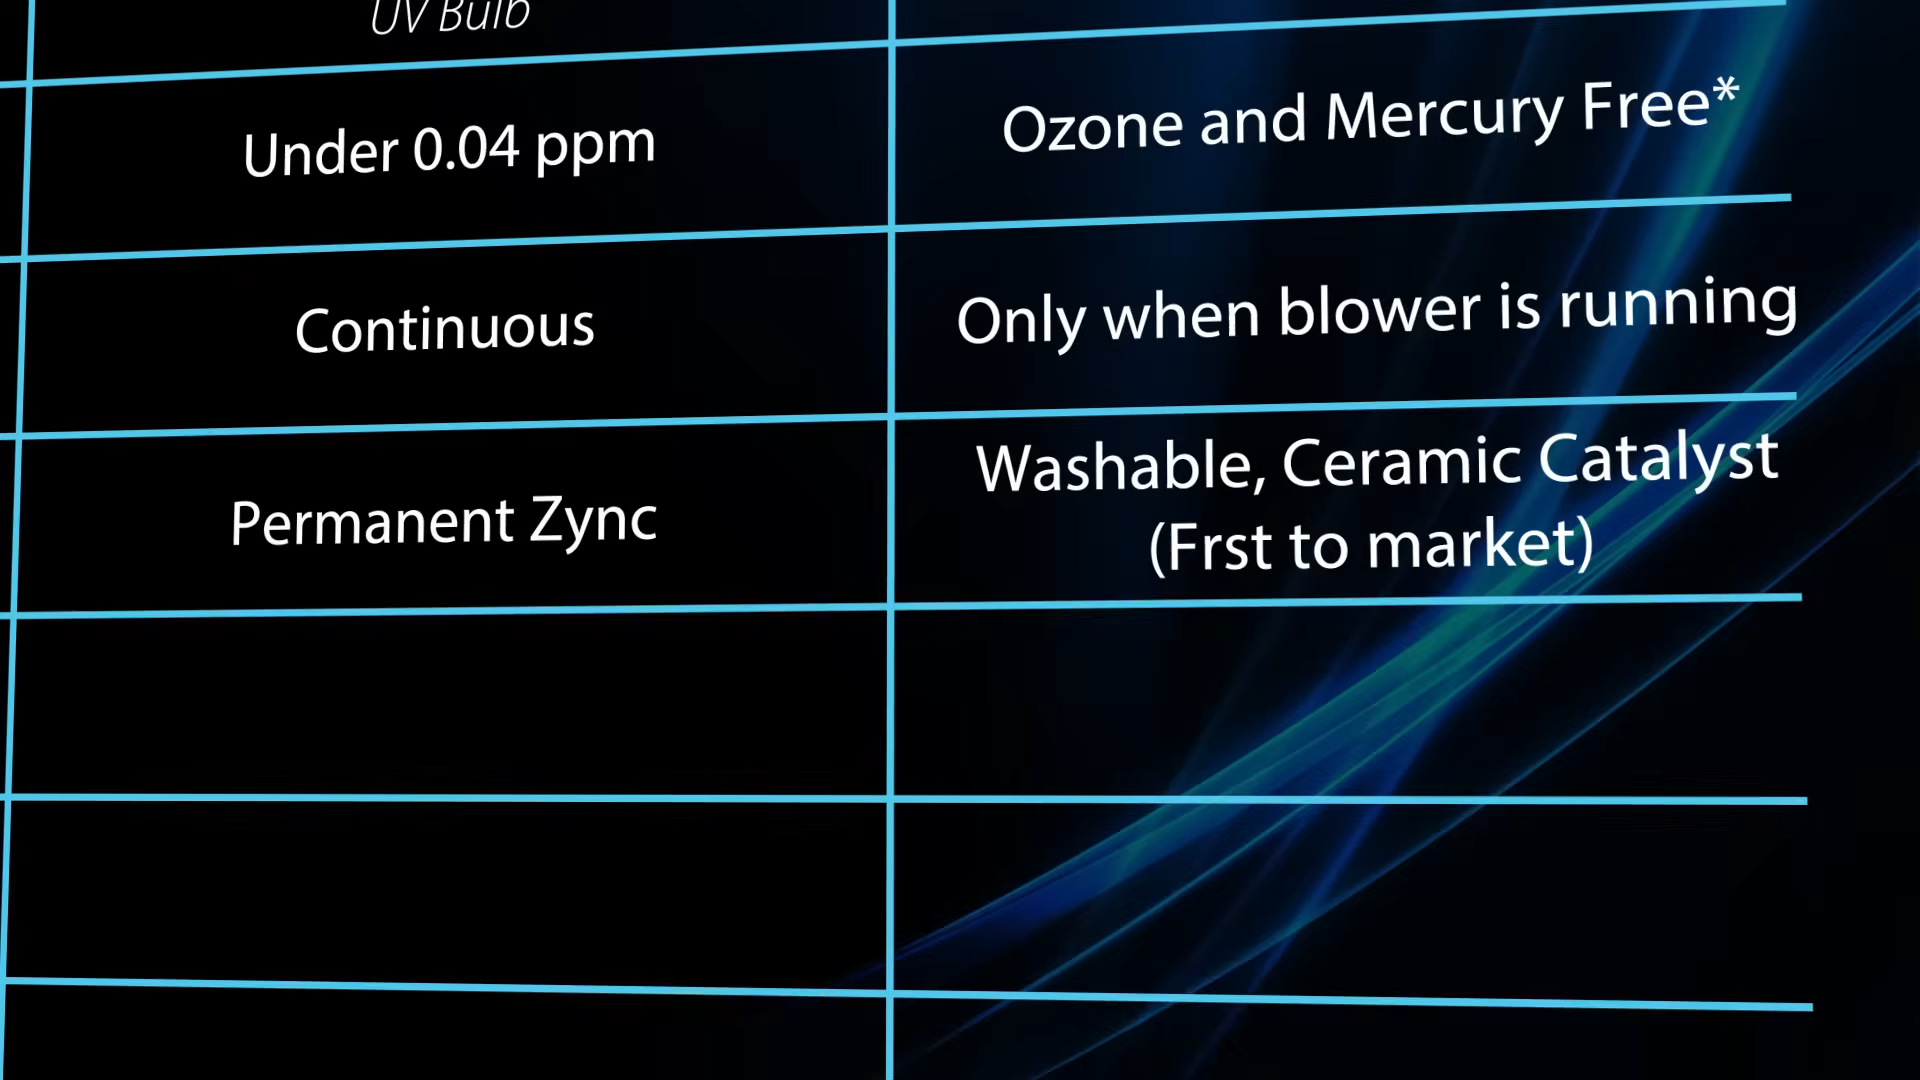 UV Bulb
Under 0.04 ppm
Ozone and Mercury Free*
Continuous
Only when blower is running
Permanent Zync
Washable, Ceramic Catalyst
(Frst to market)